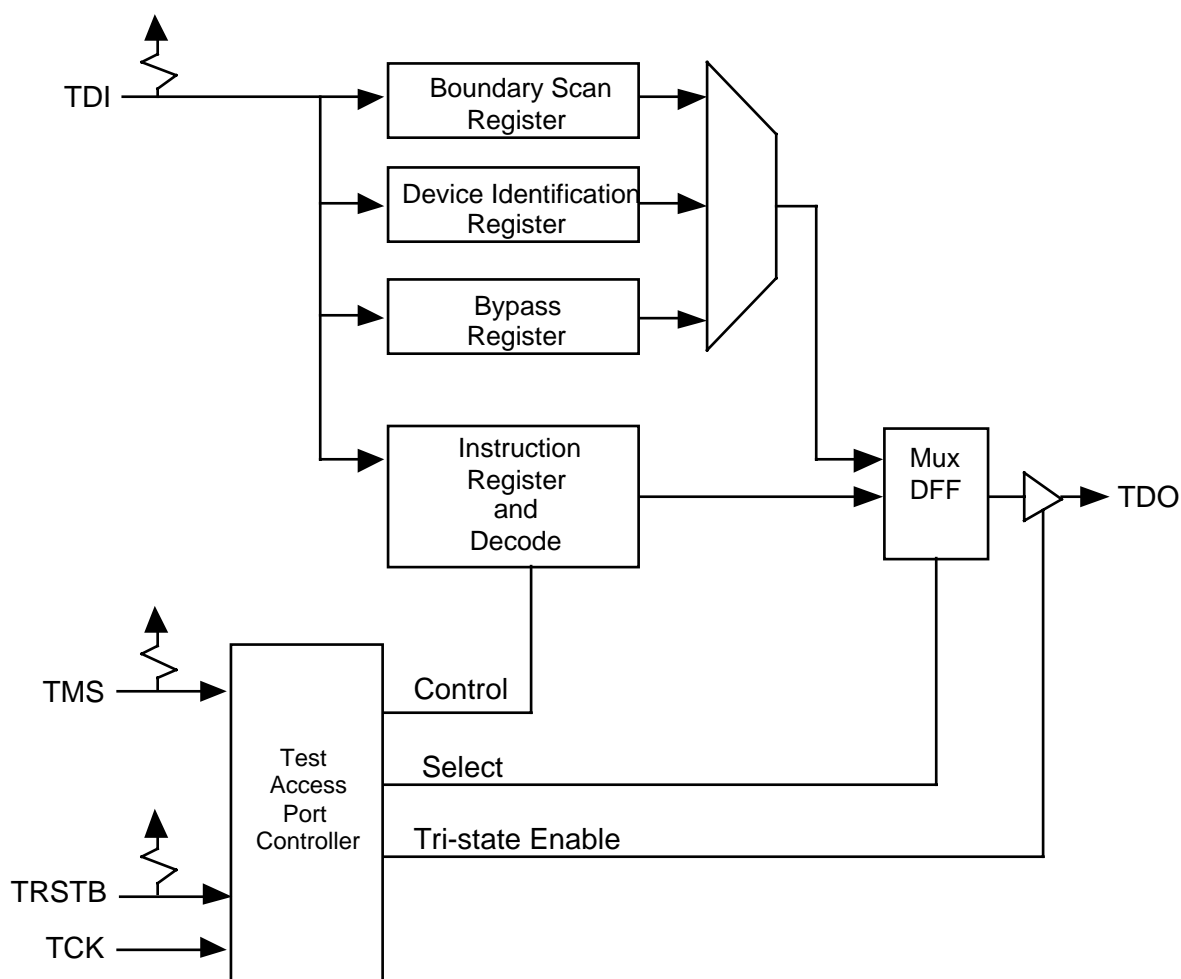 TDI
Boundary Scan
Register
Device Identification
Register
Bypass
Register
Instruction
Register
and
Decode
Mux
DFF
TDO
TMS
Control
Test
Access
Port
Controller
Select
Tri-state Enable
TRSTB
TCK